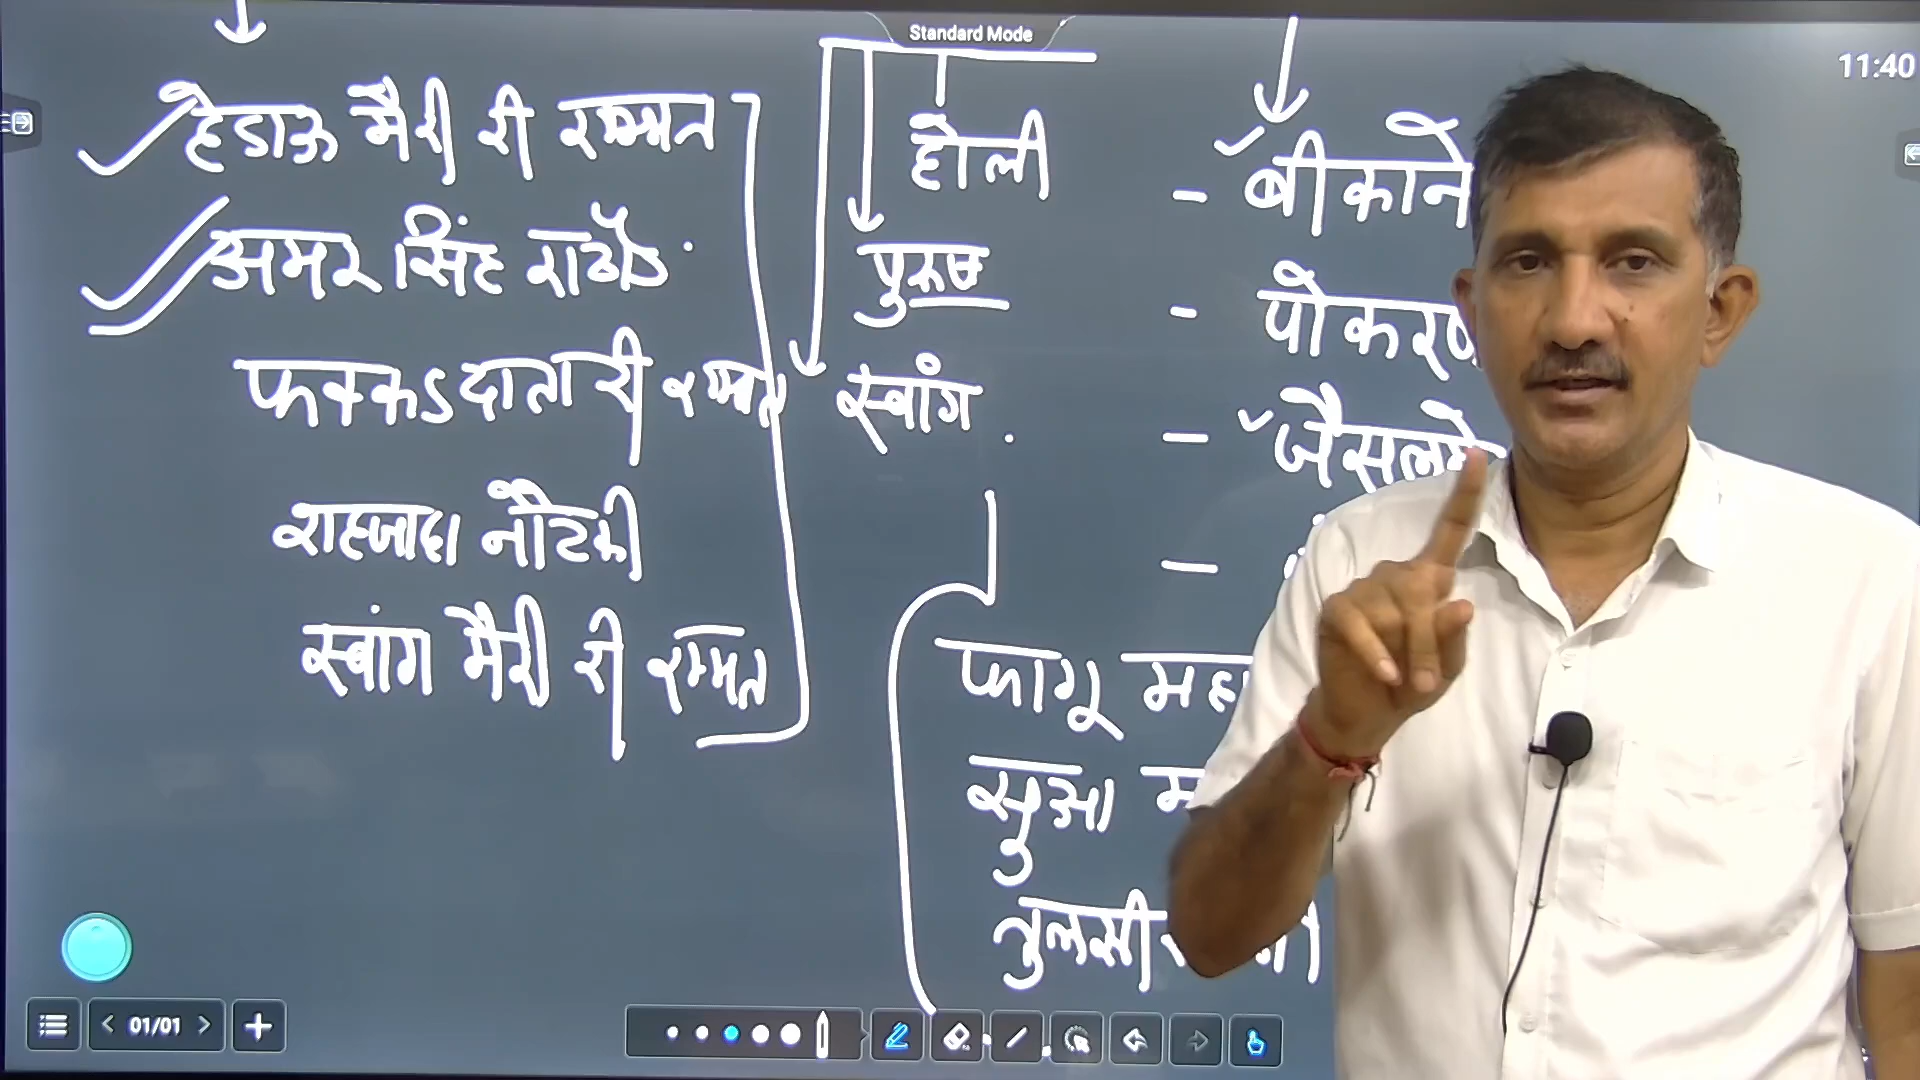 Standard Mode
11:40
हेडाऊ मैरी री रम्मत
अमर सिंह राठौड़
फक्कड दाता री रम्मत
शहजादा नौटंकी
स्वांग मैरी री रम्मत
होली
पुरुष
स्वांग
- बीकाने
- पोकरण
- जैसलमे
-
फागू महा
सुआ म
तुलसी
01/01